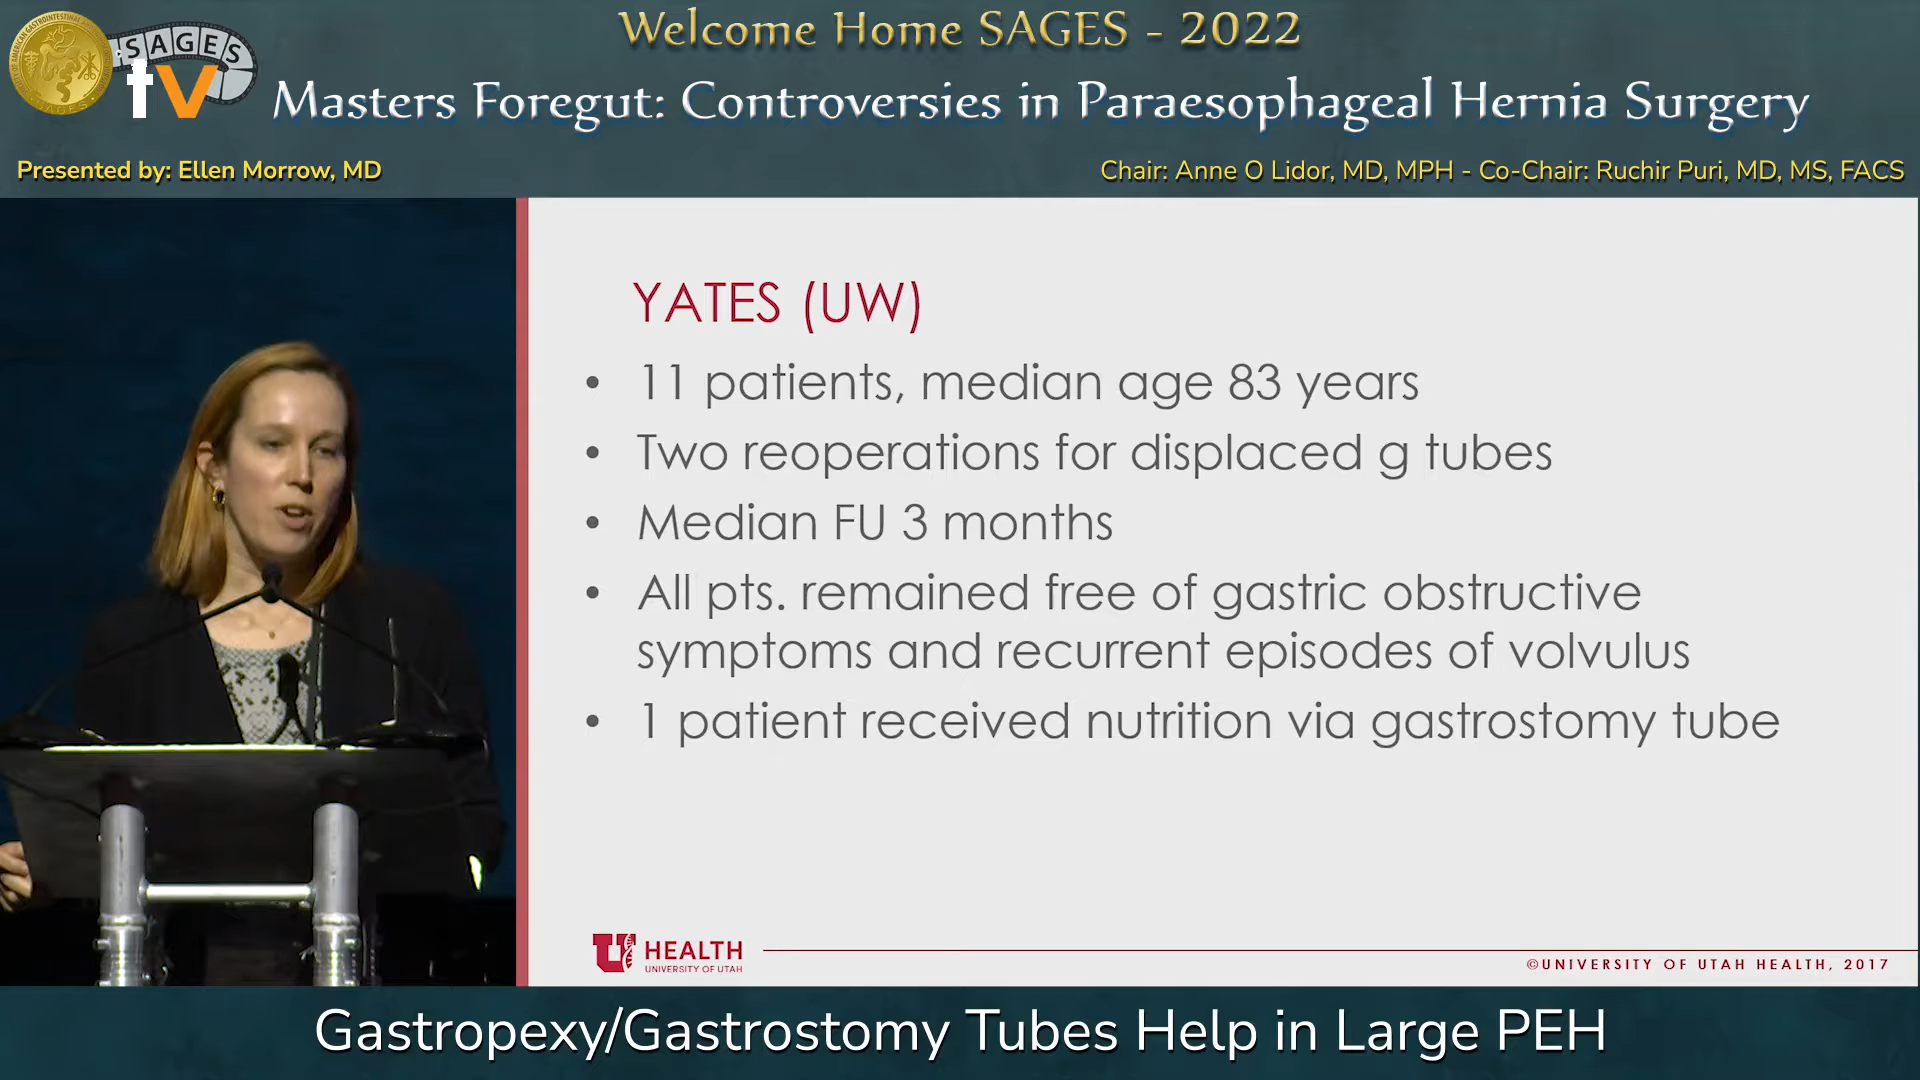 Welcome Home SAGES - 2022
SAGES
tv
Masters Foregut: Controversies in Paraesophageal Hernia Surgery
Presented by: Ellen Morrow, MD
Chair: Anne O Lidor, MD, MPH - Co-Chair: Ruchir Puri, MD, MS, FACS
YATES (UW)
• 11 patients, median age 83 years
• Two reoperations for displaced g tubes
• Median FU 3 months
• All pts. remained free of gastric obstructive
symptoms and recurrent episodes of volvulus
• 1 patient received nutrition via gastrostomy tube
U HEALTH
UNIVERSITY OF UTAH
©UNIVERSITY OF UTAH HEALTH, 2017
Gastropexy/Gastrostomy Tubes Help in Large PEH